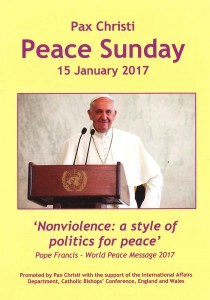 Pax Christi
Peace Sunday
15 January 2017
‘Nonviolence: a style of
politics for peace’
Pope Francis - World Peace Message 2017
Promoted by Pax Christi with the support of the International Affairs
Department, Catholic Bishops’ Conference, England and Wales